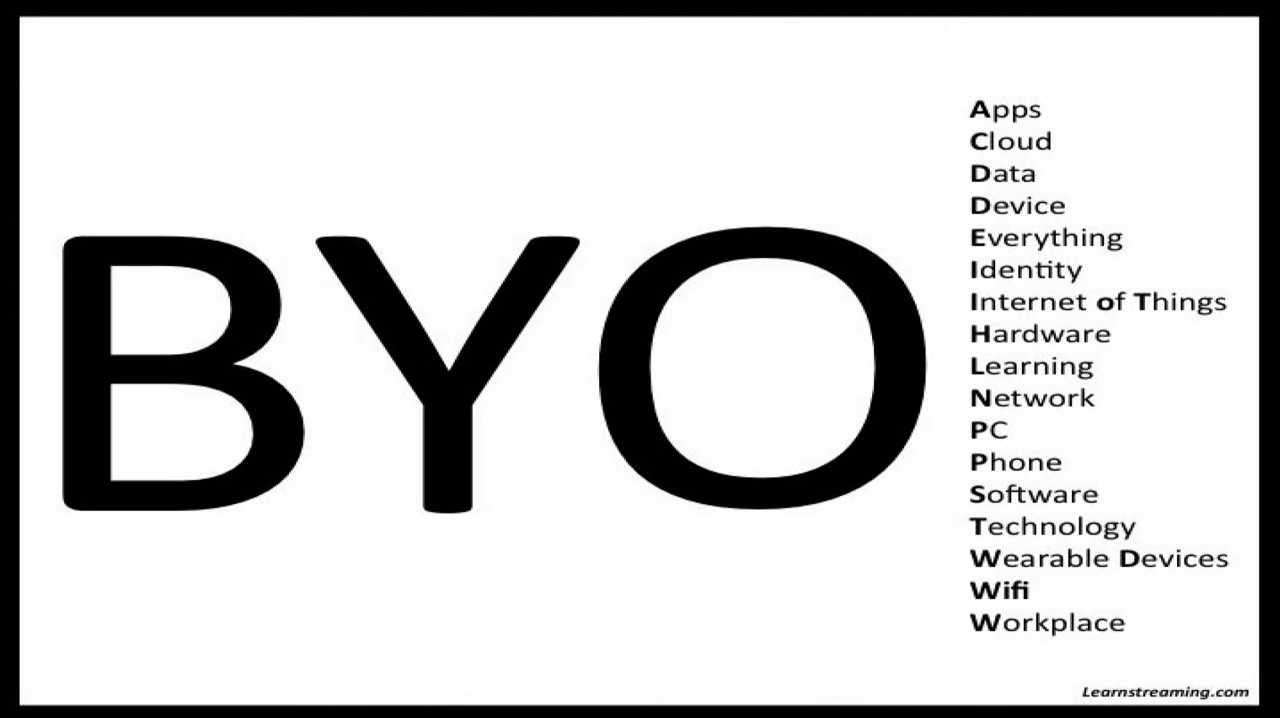 BYO
Apps
Cloud
Data
Device
Everything
Identity
Internet of Things
Hardware
Learning
Network
PC
Phone
Software
Technology
Wearable Devices
Wifi
Workplace
Learnstreaming.com